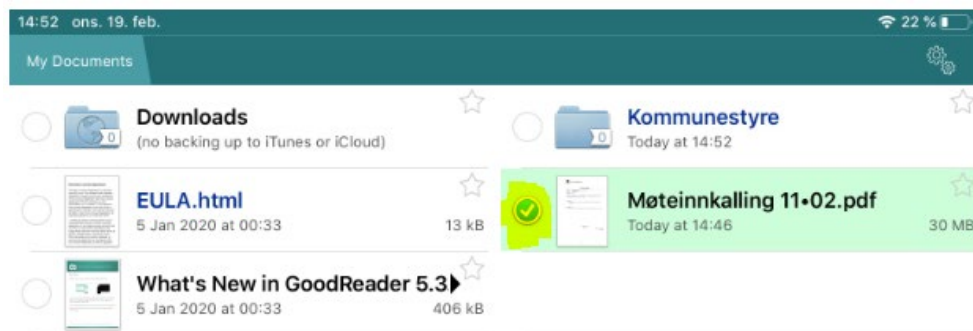 14:52 ons. 19. feb.
22 %
My Documents
Downloads
(no backing up to iTunes or iCloud)
0
EULA.html
5 Jan 2020 at 00:33
13 kB
What's New in GoodReader 5.3
5 Jan 2020 at 00:33
406 kB
Kommunestyre
Today at 14:52
0
Møteinnkalling 11•02.pdf
Today at 14:46
30 MB